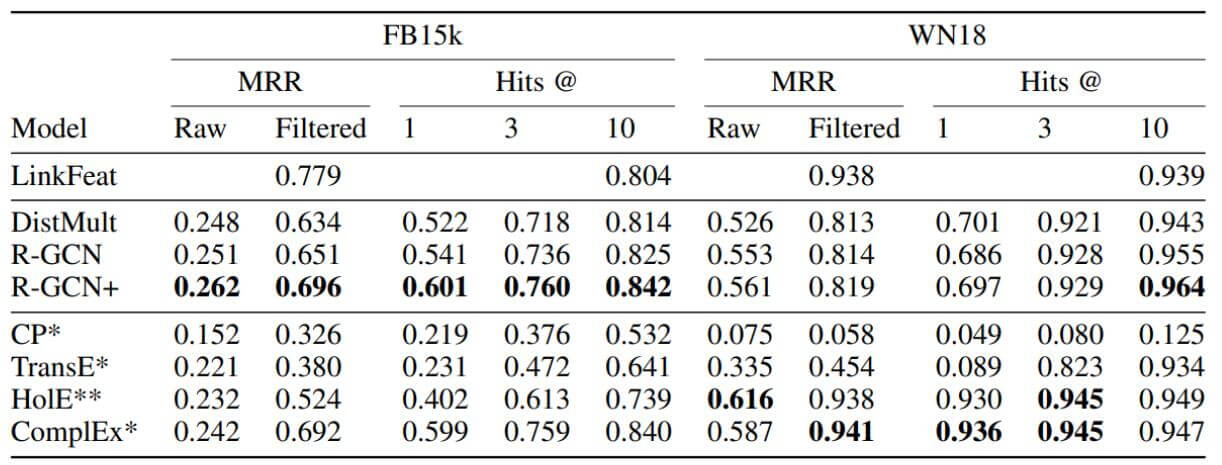 FB15k WN18
MRR Hits @ MRR Hits @
Model Raw Filtered 1 3 10 Raw Filtered 1 3 10
LinkFeat 0.779 0.804 0.938 0.939
DistMult 0.248 0.634 0.522 0.718 0.814 0.526 0.813 0.701 0.921 0.943
R-GCN 0.251 0.651 0.541 0.736 0.825 0.553 0.814 0.686 0.928 0.955
R-GCN+ 0.262 0.696 0.601 0.760 0.842 0.561 0.819 0.697 0.929 0.964
CP* 0.152 0.326 0.219 0.376 0.532 0.075 0.058 0.049 0.080 0.125
TransE* 0.221 0.380 0.231 0.472 0.641 0.335 0.454 0.089 0.823 0.934
HolE** 0.232 0.524 0.402 0.613 0.739 0.616 0.938 0.930 0.945 0.949
ComplEx* 0.242 0.692 0.599 0.759 0.840 0.587 0.941 0.936 0.945 0.947